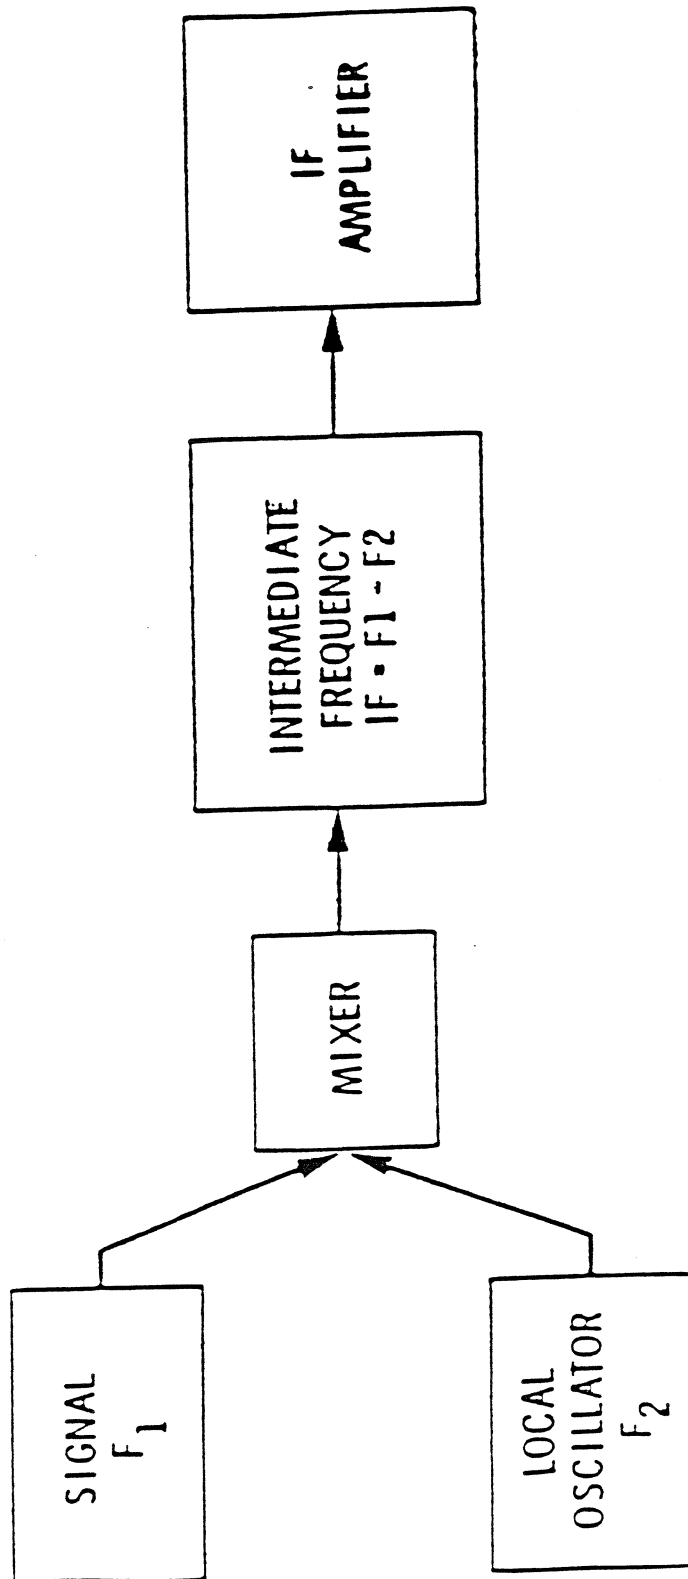 SIGNAL
F1
LOCAL
OSCILLATOR
F2
MIXER
INTERMEDIATE
FREQUENCY
IF = F1 - F2
IF
AMPLIFIER